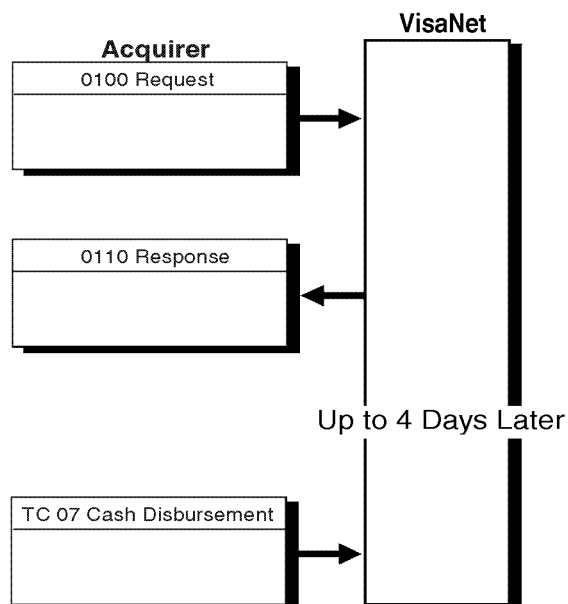 VisaNet
Acquirer
0100 Request
0110 Response
Up to 4 Days Later
TC 07 Cash Disbursement